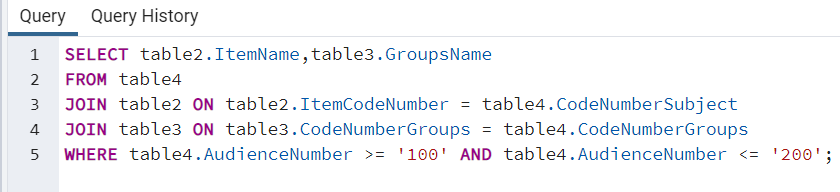 Query Query History
1 SELECT table2.ItemName,table3.GroupsName
2 FROM table4
3 JOIN table2 ON table2.ItemCodeNumber = table4.CodeNumberSubject
4 JOIN table3 ON table3.CodeNumberGroups = table4.CodeNumberGroups
5 WHERE table4.AudienceNumber >= '100' AND table4.AudienceNumber <= '200';